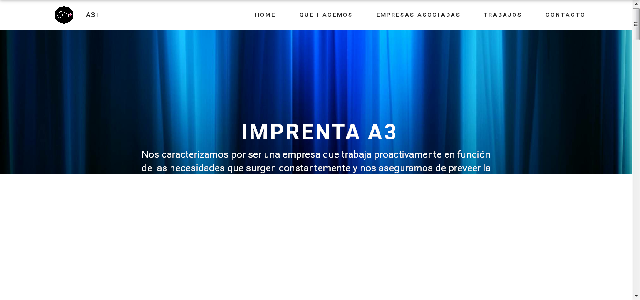 HOME
QUE HACEMOS
EMPRESAS ASOCIADAS
TRABAJOS
CONTACTO
IMPRENTA A3
Nos caracterizamos por ser una empresa que trabaja proactivamente en función
de las necesidades que surgen constantemente y nos aseguramos de preveer la